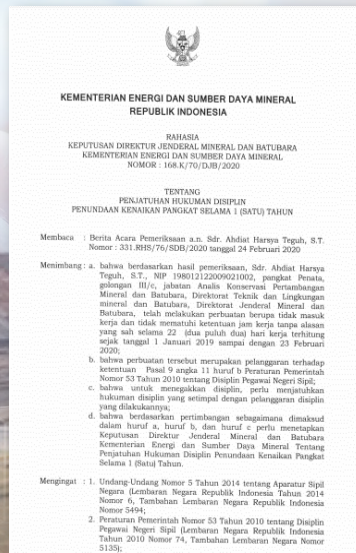 KEMENTERIAN ENERGI DAN SUMBER DAYA MINERAL
REPUBLIK INDONESIA
RAHASIA
KEPUTUSAN DIREKTUR JENDERAL MINERAL DAN BATUBARA
KEMENTERIAN ENERGI DAN SUMBER DAYA MINERAL
NOMOR : 168.K/70/DJB/2020
TENTANG
PENJATUHAN HUKUMAN DISIPLIN
PENUNDAAN KENAIKAN PANGKAT SELAMA 1 (SATU) TAHUN
Membaca : Berita Acara Pemeriksaan a.n. Sdr. Ahdiat Harsya Teguh, S.T.
Nomor : 331.RHS/76/SDB/2020 tanggal 24 Februari 2020
Menimbang : a. bahwa berdasarkan hasil pemeriksaan, Sdr. Ahdiat Harsya
Teguh, S.T., NIP 198012122009021002, pangkat Penata,
golongan III/c, jabatan Analis Konservasi Pertambangan
Mineral dan Batubara, Direktorat Teknik dan Lingkungan
mineral dan Batubara, Direktorat Jenderal Mineral dan
Batubara, telah melakukan perbuatan berupa tidak masuk
kerja dan tidak mematuhi ketentuan jam kerja tanpa alasan
yang sah selama 22 (dua puluh dua) hari kerja terhitung
sejak tanggal 1 Januari 2019 sampai dengan 23 Februari
2020;
b. bahwa perbuatan tersebut merupakan pelanggaran terhadap
ketentuan Pasal 9 angka 11 huruf b Peraturan Pemerintah
Nomor 53 Tahun 2010 tentang Disiplin Pegawai Negeri Sipil;
c. bahwa untuk menegakkan disiplin, perlu menjatuhkan
hukuman disiplin yang setimpal dengan pelanggaran disiplin
yang dilakukannya;
d. bahwa berdasarkan pertimbangan sebagaimana dimaksud
dalam huruf a, huruf b, dan huruf c perlu menetapkan
Keputusan Direktur Jenderal Mineral dan Batubara
Kementerian Energi dan Sumber Daya Mineral Tentang
Penjatuhan Hukuman Disiplin Penundaan Kenaikan Pangkat
Selama 1 (Satu) Tahun.
Mengingat : 1. Undang-Undang Nomor 5 Tahun 2014 tentang Aparatur Sipil
Negara (Lembaran Negara Republik Indonesia Tahun 2014
Nomor 6, Tambahan Lembaran Negara Republik Indonesia
Nomor 5494;
2. Peraturan Pemerintah Nomor 53 Tahun 2010 tentang Disiplin
Pegawai Negeri Sipil (Lembaran Negara Republik Indonesia
Tahun 2010 Nomor 74, Tambahan Lembaran Negara Nomor
5135);